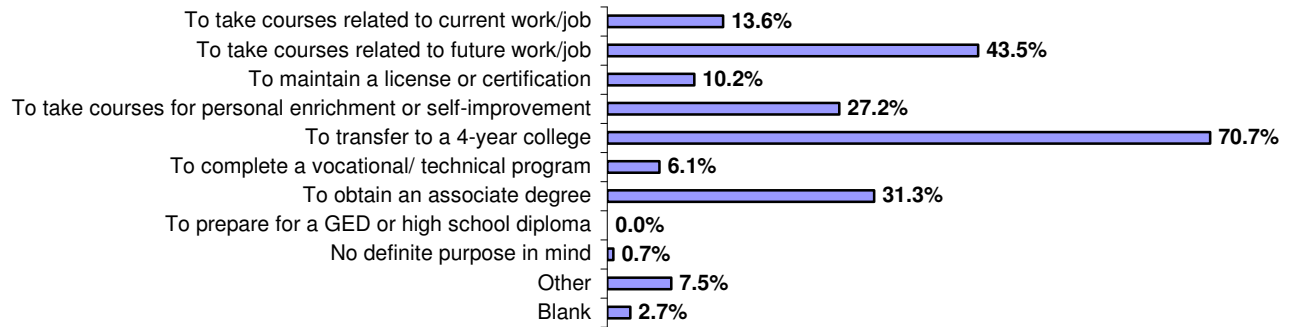 To take courses related to current work/job 13.6%
To take courses related to future work/job 43.5%
To maintain a license or certification 10.2%
To take courses for personal enrichment or self-improvement 27.2%
To transfer to a 4-year college 70.7%
To complete a vocational/ technical program 6.1%
To obtain an associate degree 31.3%
To prepare for a GED or high school diploma 0.0%
No definite purpose in mind 0.7%
Other 7.5%
Blank 2.7%